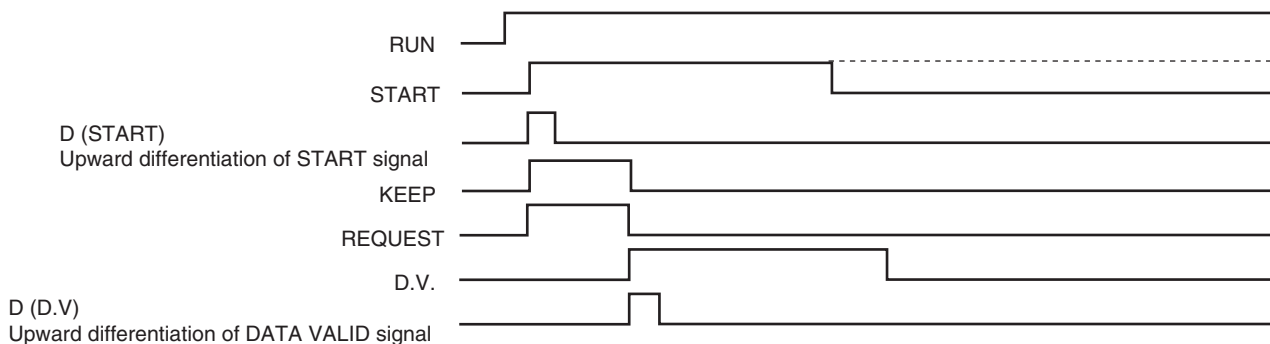 RUN
START
D (START)
Upward differentiation of START signal
KEEP
REQUEST
D.V.
D (D.V)
Upward differentiation of DATA VALID signal